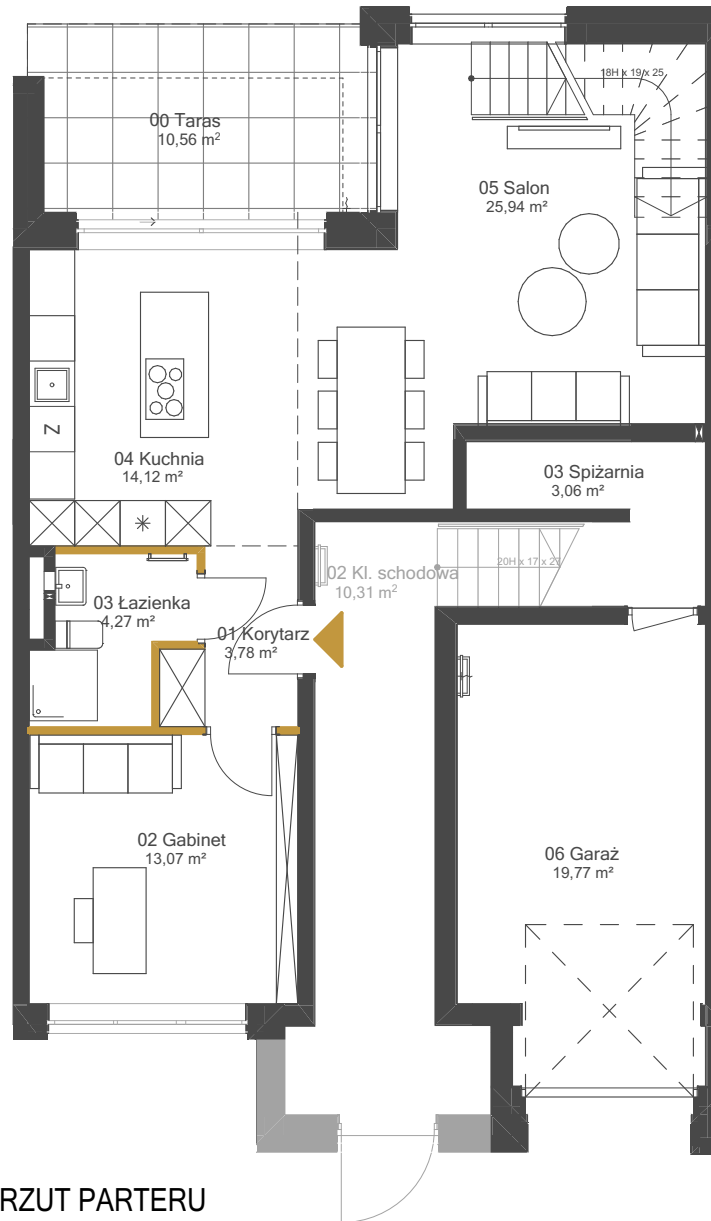 18H x 19 x 25
00 Taras
10,56 m²
05 Salon
25,94 m²
Z
04 Kuchnia
14,12 m²
03 Spiżarnia
3,06 m²
20H x 17 x 27
02 Kl. schodowa
10,31 m²
03 Łazienka
4,27 m²
01 Korytarz
3,78 m²
02 Gabinet
13,07 m²
06 Garaż
19,77 m²
RZUT PARTERU